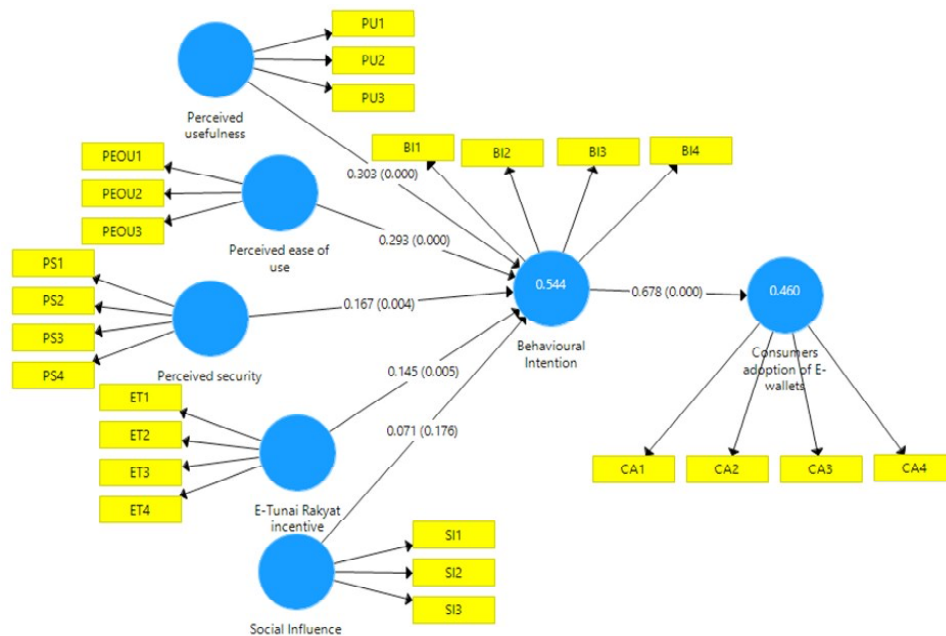 PU1
PU2
PU3
Perceived
usefulness
BI1
BI2
BI3
BI4
PEOU1
PEOU2
PEOU3
0.303 (0.000)
Perceived ease of
use
0.293 (0.000)
PS1
PS2
PS3
PS4
Perceived security
0.167 (0.004)
0.544
Behavioural
Intention
0.678 (0.000)
0.460
Consumers
adoption of E-
wallets
0.145 (0.005)
ET1
ET2
ET3
ET4
E-Tunai Rakyat
incentive
0.071 (0.176)
CA1
CA2
CA3
CA4
SI1
SI2
SI3
Social Influence